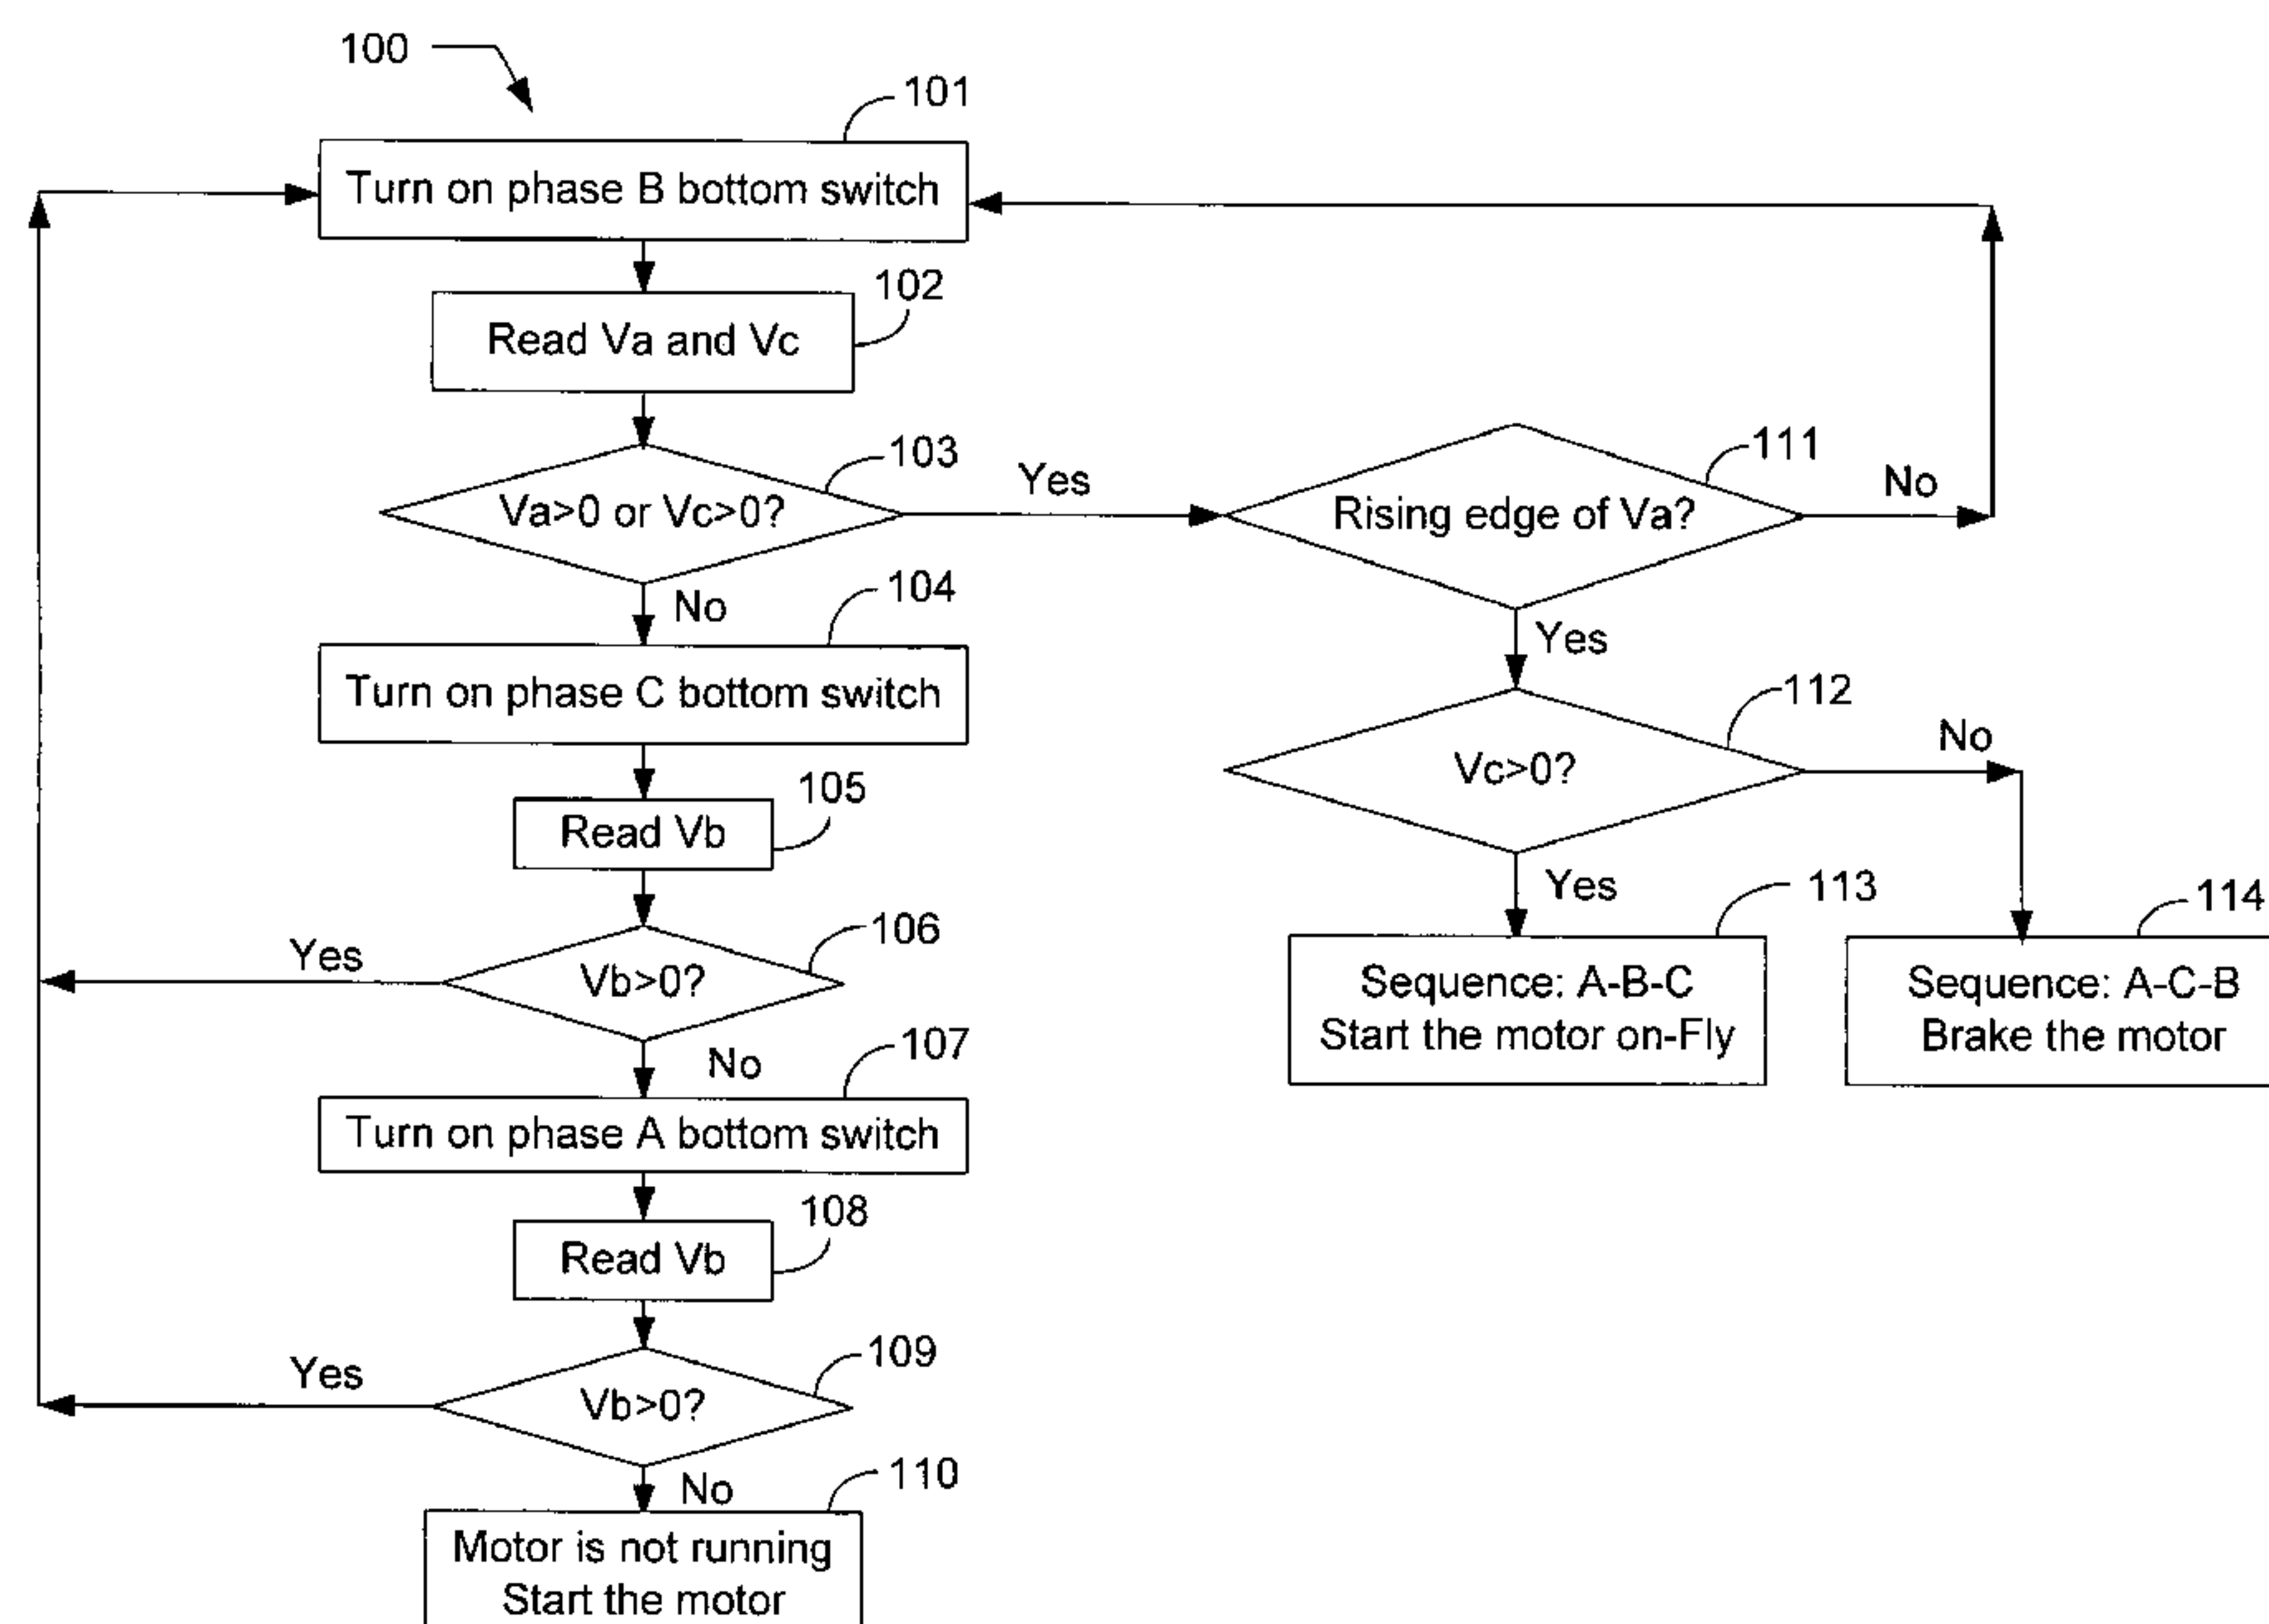 100
101
Turn on phase B bottom switch
102
Read Va and Vc
103
Va>0 or Vc>0?
Yes
No
111
Rising edge of Va?
No
Yes
104
Turn on phase C bottom switch
105
Read Vb
106
Vb>0?
Yes
No
112
Vc>0?
No
Yes
113
Sequence: A-B-C
Start the motor on-Fly
114
Sequence: A-C-B
Brake the motor
107
Turn on phase A bottom switch
108
Read Vb
109
Vb>0?
Yes
No
110
Motor is not running
Start the motor